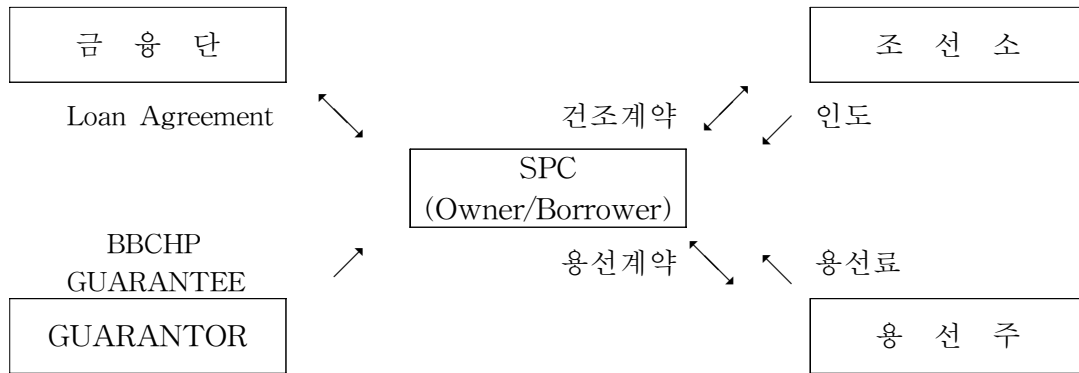 금 융 단
조 선 소
Loan Agreement
건조계약
인도
SPC
(Owner/Borrower)
BBCHP
GUARANTEE
용선계약
용선료
GUARANTOR
용 선 주